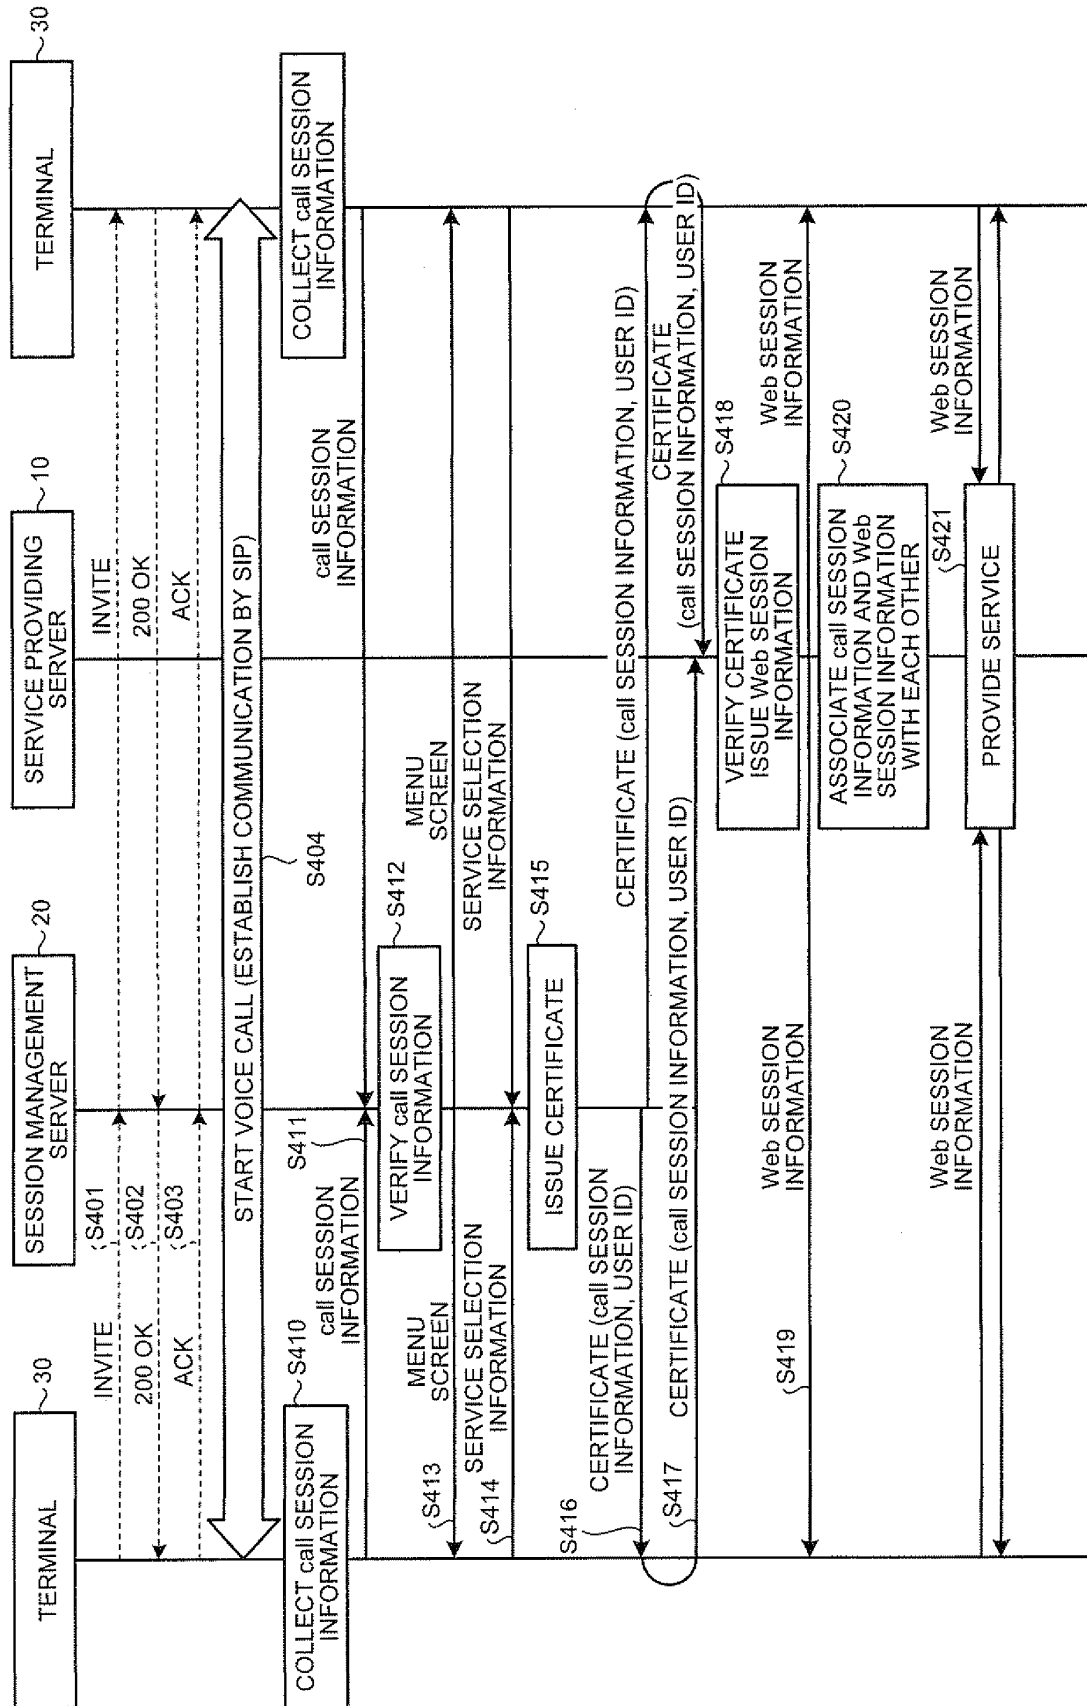 TERMINAL
30
SESSION MANAGEMENT
SERVER
20
SERVICE PROVIDING
SERVER
10
TERMINAL
30
INVITE
S401
INVITE
200 OK
S402
200 OK
ACK
S403
ACK
START VOICE CALL (ESTABLISH COMMUNICATION BY SIP)
S404
COLLECT call SESSION
INFORMATION
S410
COLLECT call SESSION
INFORMATION
call SESSION
INFORMATION
S411
call SESSION
INFORMATION
VERIFY call SESSION
INFORMATION
S412
S413
MENU
SCREEN
MENU
SCREEN
S414
SERVICE SELECTION
INFORMATION
SERVICE SELECTION
INFORMATION
ISSUE CERTIFICATE
S415
S416
CERTIFICATE (call SESSION
INFORMATION, USER ID)
CERTIFICATE (call SESSION INFORMATION, USER ID)
S417
CERTIFICATE (call SESSION INFORMATION, USER ID)
CERTIFICATE
(call SESSION INFORMATION, USER ID)
VERIFY CERTIFICATE
ISSUE Web SESSION
INFORMATION
S418
S419
Web SESSION
INFORMATION
Web SESSION
INFORMATION
ASSOCIATE call SESSION
INFORMATION AND Web
SESSION INFORMATION
WITH EACH OTHER
S420
Web SESSION
INFORMATION
S421
Web SESSION
INFORMATION
PROVIDE SERVICE